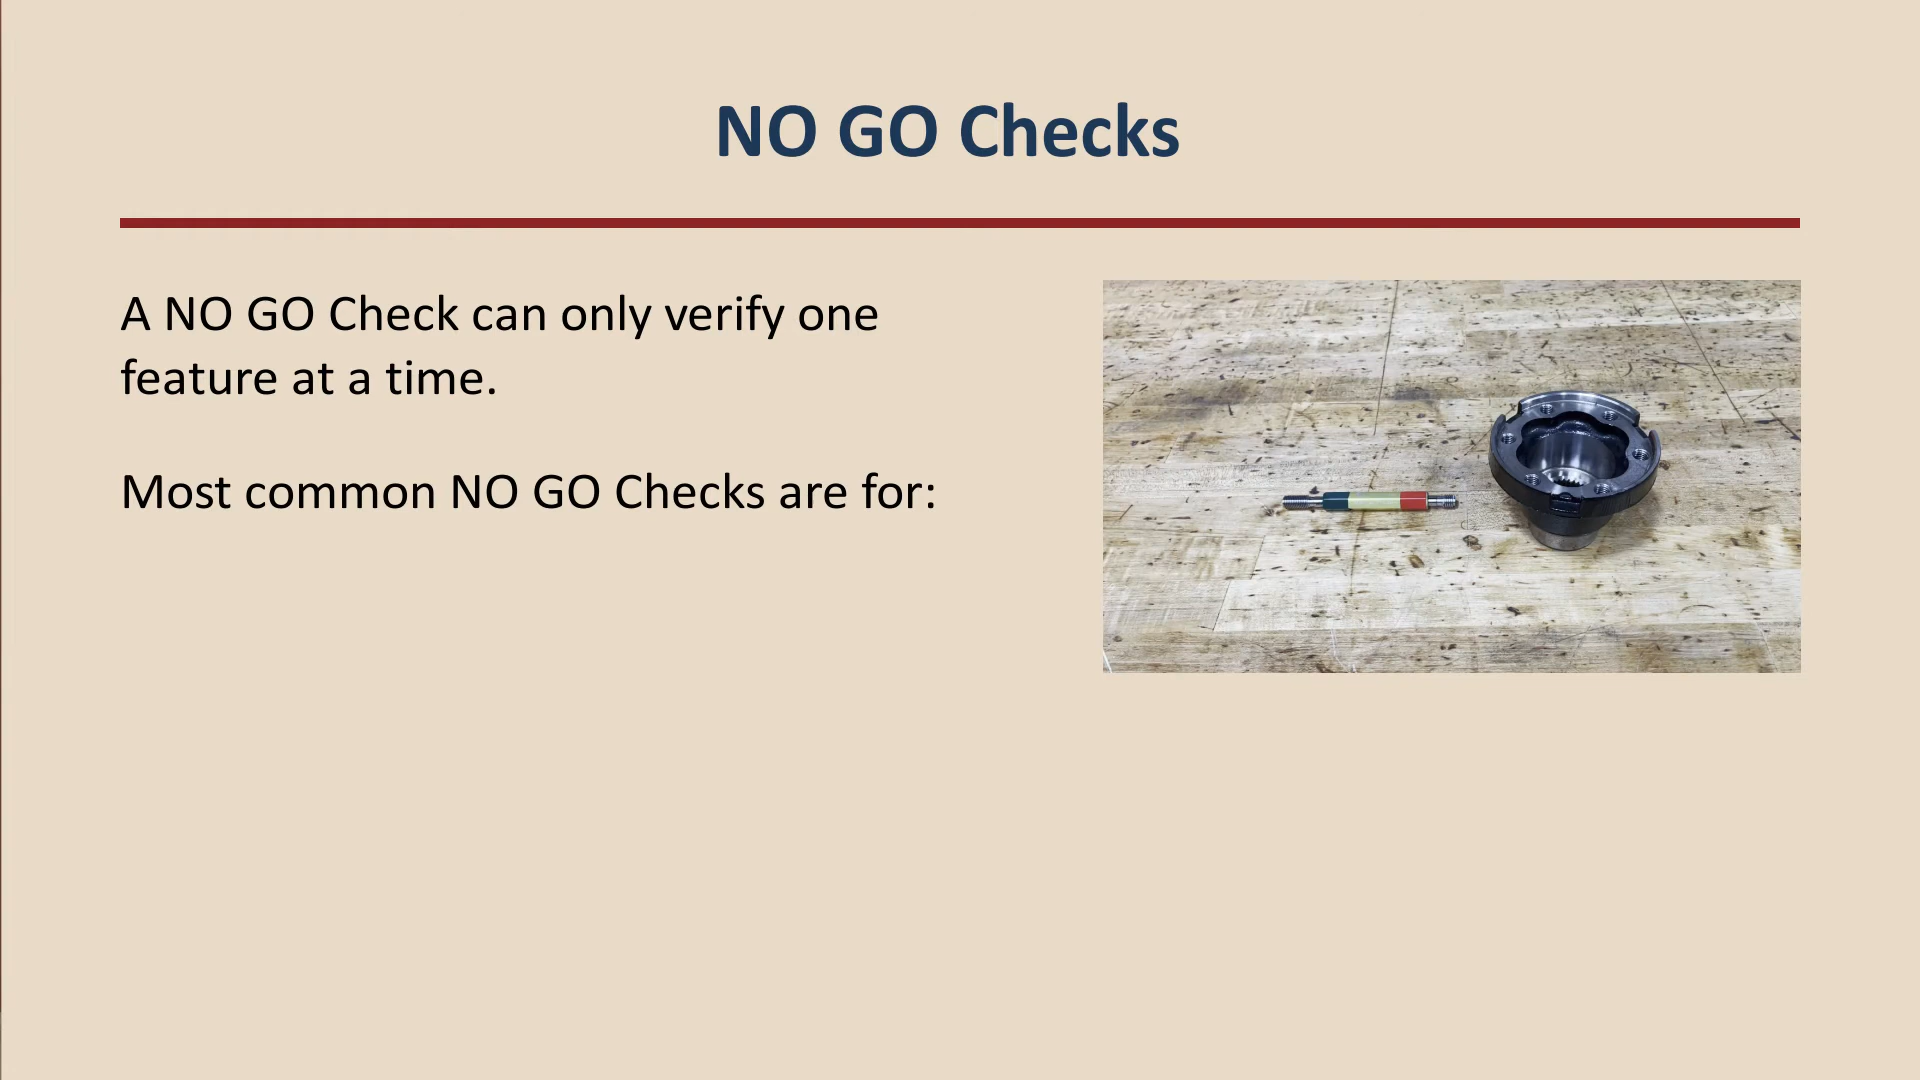 NO GO Checks
A NO GO Check can only verify one
feature at a time.
Most common NO GO Checks are for: